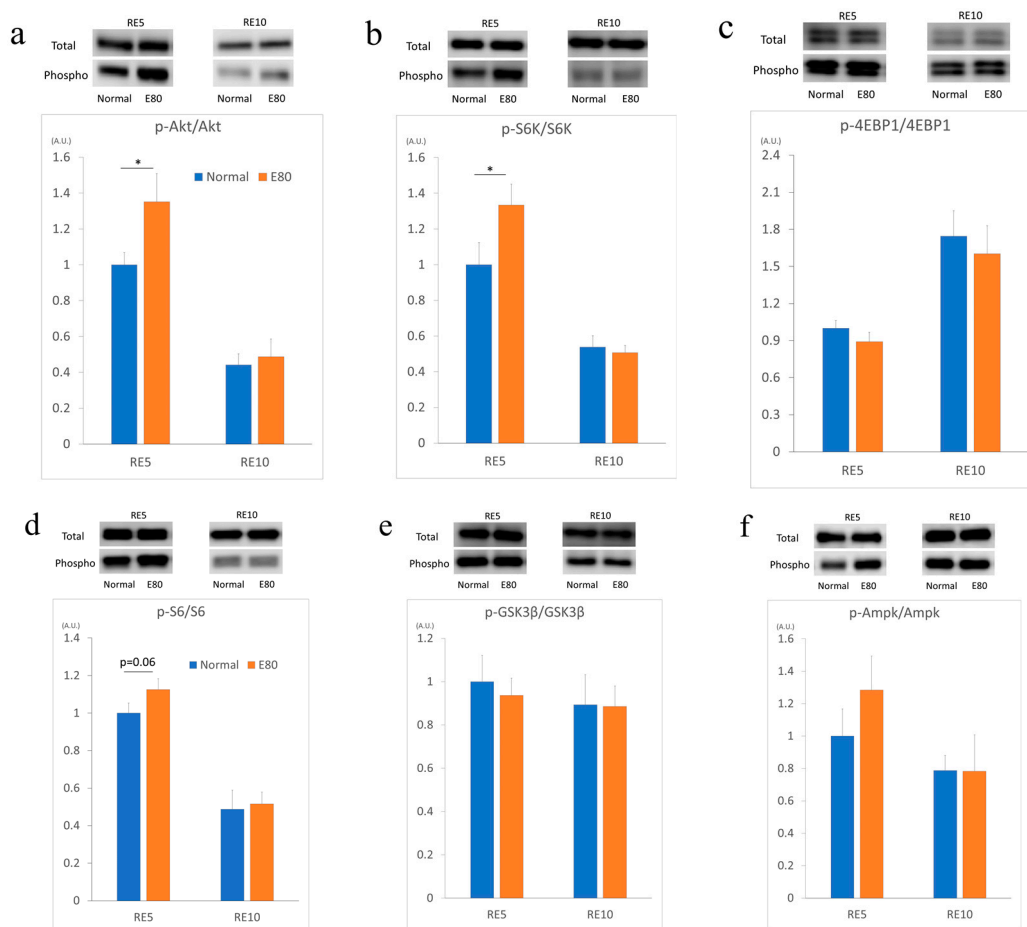 a
RE5 RE10
Total
Phospho
Normal E80 Normal E80
p-Akt/Akt
(A.U.)
1.6
1.4
1.2
1
0.8
0.6
0.4
0.2
0
*
Normal E80
RE5 RE10
b
RE5 RE10
Total
Phospho
Normal E80 Normal E80
p-S6K/S6K
(A.U.)
1.6
1.4
1.2
1
0.8
0.6
0.4
0.2
0
*
RE5 RE10
c
RE5 RE10
Total
Phospho
Normal E80 Normal E80
p-4EBP1/4EBP1
(A.U.)
2.4
2.1
1.8
1.5
1.2
0.9
0.6
0.3
0
RE5 RE10
d
RE5 RE10
Total
Phospho
Normal E80 Normal E80
p-S6/S6
(A.U.)
1.4
1.2
1
0.8
0.6
0.4
0.2
0
p=0.06
Normal E80
RE5 RE10
e
RE5 RE10
Total
Phospho
Normal E80 Normal E80
p-GSK3β/GSK3β
(A.U.)
1.2
1
0.8
0.6
0.4
0.2
0
RE5 RE10
f
RE5 RE10
Total
Phospho
Normal E80 Normal E80
p-Ampk/Ampk
(A.U.)
1.6
1.4
1.2
1
0.8
0.6
0.4
0.2
0
RE5 RE10